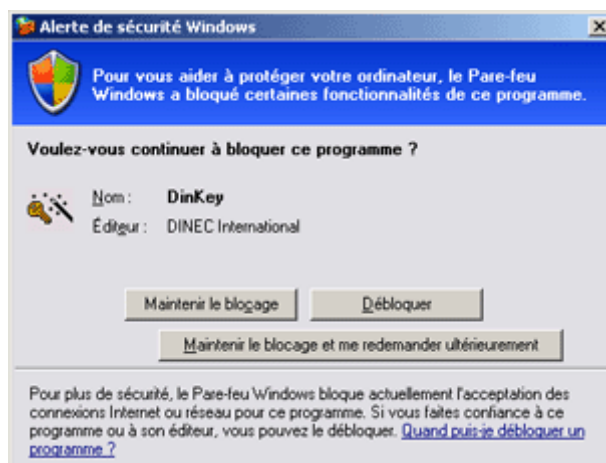 Alerte de sécurité Windows
Pour vous aider à protéger votre ordinateur, le Pare-feu
Windows a bloqué certaines fonctionnalités de ce programme.
Voulez-vous continuer à bloquer ce programme ?
Nom : DinKey
Éditeur : DINEC International
Maintenir le blocage Débloquer
Maintenir le blocage et me redemander ultérieurement
Pour plus de sécurité, le Pare-feu Windows bloque actuellement l'acceptation des
connexions Internet ou réseau pour ce programme. Si vous faites confiance à ce
programme ou à son éditeur, vous pouvez le débloquer. Quand puis-je débloquer un
programme ?